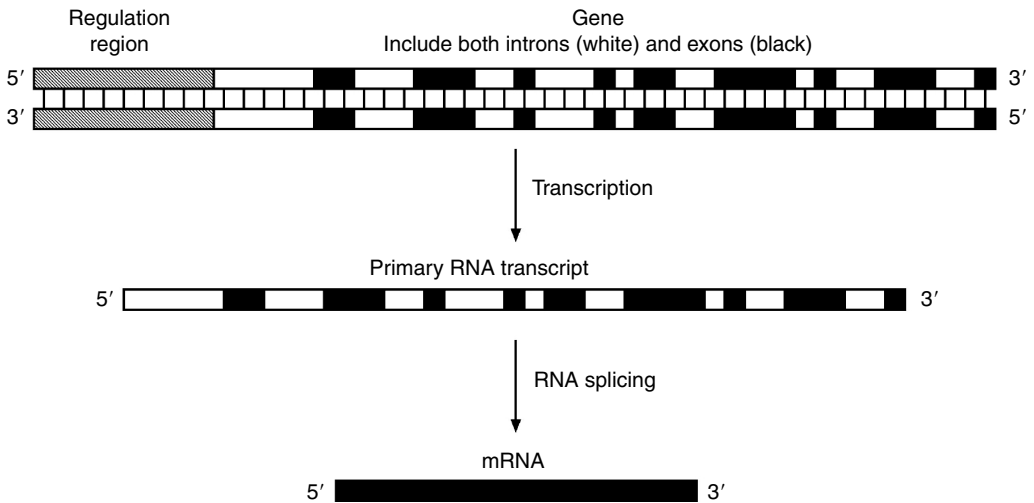 Regulation
region
Gene
Include both introns (white) and exons (black)
5′ 3′
3′ 5′
Transcription
Primary RNA transcript
5′ 3′
RNA splicing
mRNA
5′ 3′